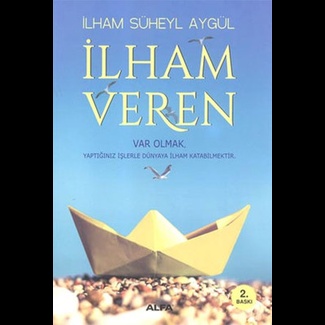 İLHAM SÜHEYL AYGÜL
İLHAM
VEREN
VAR OLMAK,
YAPTIĞINIZ İŞLERLE DÜNYAYA İLHAM KATABİLMEKTİR.
2.
BASKI
ALFA